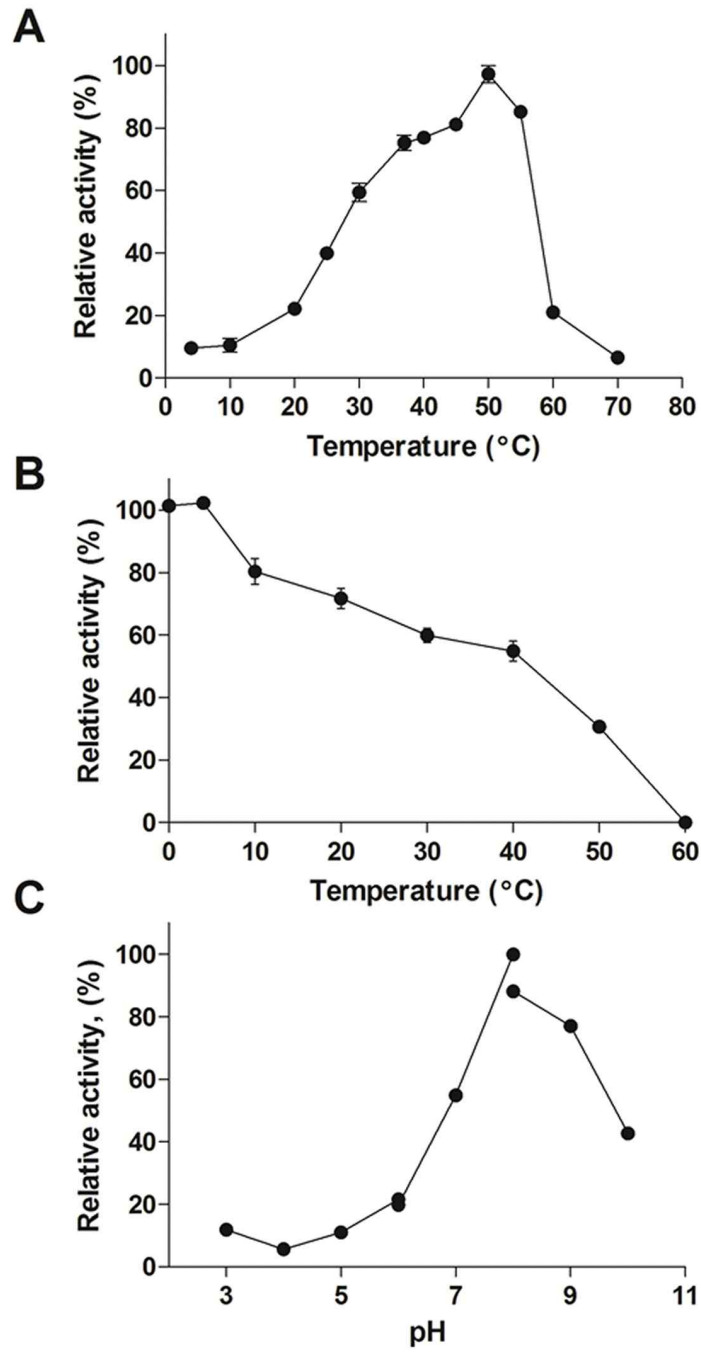 A
Relative activity (%)
100
80
60
40
20
0
0 10 20 30 40 50 60 70 80
Temperature (°C)
B
Relative activity (%)
100
80
60
40
20
0
0 10 20 30 40 50 60
Temperature (°C)
C
Relative activity, (%)
100
80
60
40
20
0
3 5 7 9 11
pH